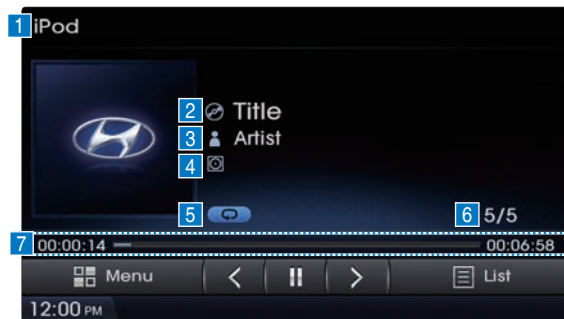 1 iPod
2 Title
3 Artist
4
5
6 5/5
7 00:00:14 00:06:58
Menu List
12:00 PM